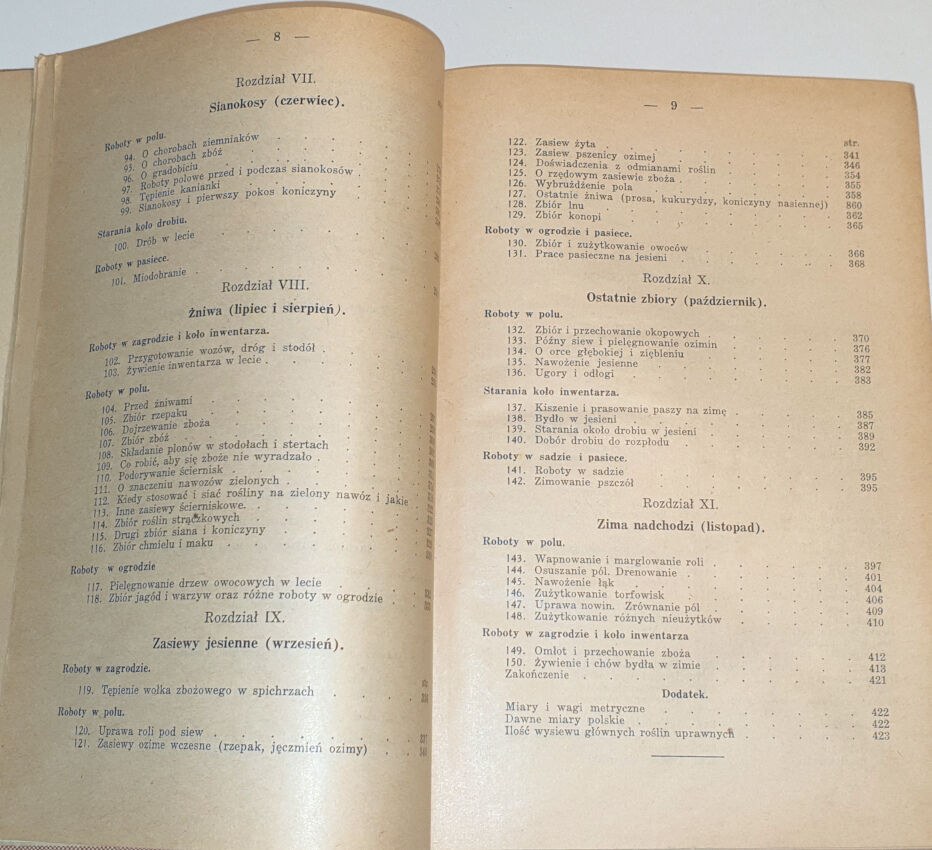 — 8 —
Rozdział VII.
Sianokosy (czerwiec).
Roboty w polu.
94. O chorobach ziemniaków
95. O chorobach zbóż
96. O gradobiciu
97. Roboty polowe przed i podczas sianokosów
98. Tępienie kanianki
99. Sianokosy i pierwszy pokos koniczyny
Starania koło drobiu.
100. Drób w lecie
Roboty w pasiece.
101. Miodobranie
Rozdział VIII.
Żniwa (lipiec i sierpień).
Roboty w zagrodzie i koło inwentarza.
102. Przygotowanie wozów, dróg i stodół
103. Żywienie inwentarza w lecie
Roboty w polu.
104. Przed żniwami
105. Zbiór rzepaku
106. Dojrzewanie zboża
107. Zbiór zbóż
108. Składanie plonów w stodołach i stertach
109. Co robić, aby się zboże nie wyradzało
110. Podorywanie ściernisk
111. O znaczeniu nawozów zielonych
112. Kiedy stosować i siać rośliny na zielony nawóz i jakie
113. Inne zasiewy ścierniskowe.
114. Zbiór roślin strączkowych
115. Drugi zbiór siana i koniczyny
116. Zbiór chmielu i maku
Roboty w ogrodzie
117. Pielęgnowanie drzew owocowych w lecie
118. Zbiór jagód i warzyw oraz różne roboty w ogrodzie
Rozdział IX.
Zasiewy jesienne (wrzesień).
Roboty w zagrodzie.
119. Tępienie wołka zbożowego w spichrzach
Roboty w polu.
120. Uprawa roli pod siew
121. Zasiewy ozime wczesne (rzepak, jęczmień ozimy)
— 9 —
str.
122. Zasiew żyta 341
123. Zasiew pszenicy ozimej 346
124. Doświadczenia z odmianami roślin 354
125. O rzędowym zasiewie zboża 355
126. Wybrużdżenie pola 358
127. Ostatnie żniwa (prosa, kukurydzy, koniczyny nasiennej) 860
128. Zbiór lnu 362
129. Zbiór konopi 365
Roboty w ogrodzie i pasiece.
130. Zbiór i zużytkowanie owoców 366
131. Prace pasieczne na jesieni 368
Rozdział X.
Ostatnie zbiory (październik).
Roboty w polu.
132. Zbiór i przechowanie okopowych 370
133. Późny siew i pielęgnowanie ozimin 376
134. O orce głębokiej i ziębleniu 377
135. Nawożenie jesienne 382
136. Ugory i odłogi 383
Starania koło inwentarza.
137. Kiszenie i prasowanie paszy na zimę 385
138. Bydło w jesieni 387
139. Starania około drobiu w jesieni 389
140. Dobór drobiu do rozpłodu 392
Roboty w sadzie i pasiece.
141. Roboty w sadzie 395
142. Zimowanie pszczół 395
Rozdział XI.
Zima nadchodzi (listopad).
Roboty w polu.
143. Wapnowanie i marglowanie roli 397
144. Osuszanie pól. Drenowanie 401
145. Nawożenie łąk 404
146. Zużytkowanie torfowisk 406
147. Uprawa nowin. Zrównanie pól 409
148. Zużytkowanie różnych nieużytków 410
Roboty w zagrodzie i koło inwentarza
149. Omłot i przechowanie zboża 412
150. Żywienie i chów bydła w zimie 413
Zakończenie 421
Dodatek.
Miary i wagi metryczne 422
Dawne miary polskie 422
Ilość wysiewu głównych roślin uprawnych 423